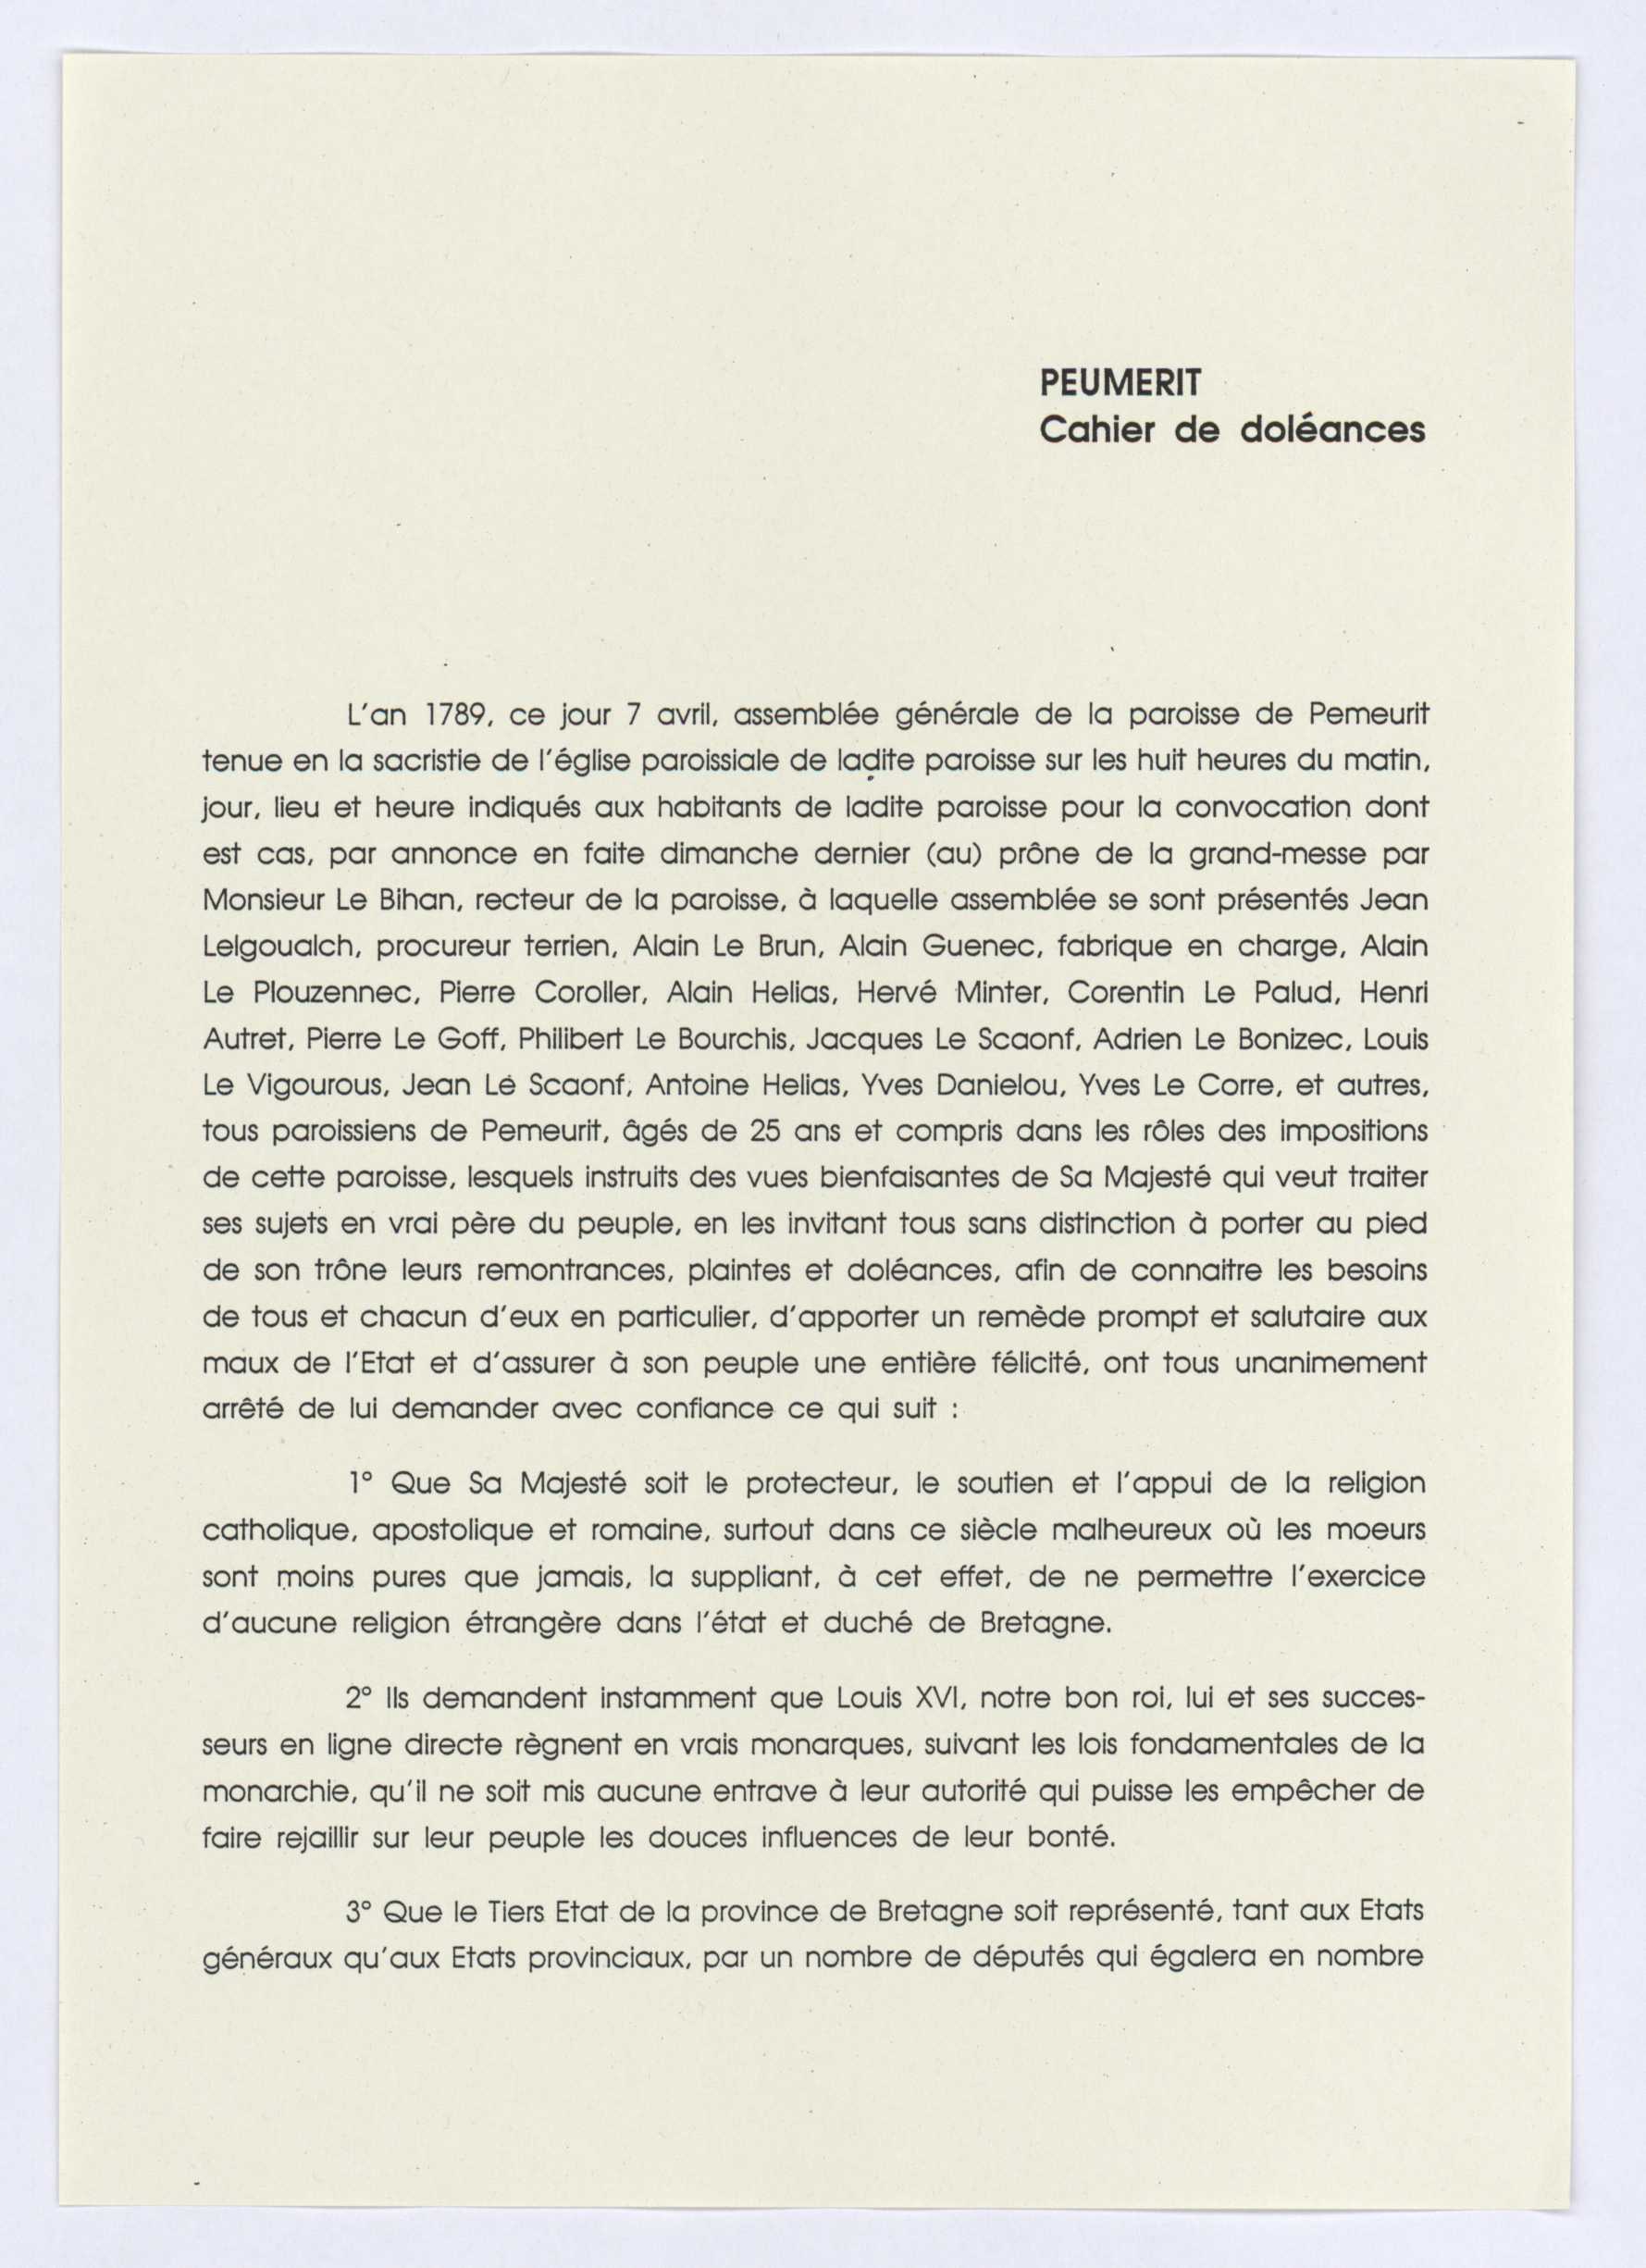 PEUMERIT
Cahier de doléances
L'an 1789, ce jour 7 avril, assemblée générale de la paroisse de Pemeurit
tenue en la sacristie de l'église paroissiale de ladite paroisse sur les huit heures du matin,
jour, lieu et heure indiqués aux habitants de ladite paroisse pour la convocation dont
est cas, par annonce en faite dimanche dernier (au) prône de la grand-messe par
Monsieur Le Bihan, recteur de la paroisse, à laquelle assemblée se sont présentés Jean
Lelgoualch, procureur terrien, Alain Le Brun, Alain Guenec, fabrique en charge, Alain
Le Plouzennec, Pierre Coroller, Alain Helias, Hervé Minter, Corentin Le Palud, Henri
Autret, Pierre Le Goff, Philibert Le Bourchis, Jacques Le Scaonf, Adrien Le Bonizec, Louis
Le Vigourous, Jean Le Scaonf, Antoine Helias, Yves Danielou, Yves Le Corre, et autres,
tous paroissiens de Pemeurit, âgés de 25 ans et compris dans les rôles des impositions
de cette paroisse, lesquels instruits des vues bienfaisantes de Sa Majesté qui veut traiter
ses sujets en vrai père du peuple, en les invitant tous sans distinction à porter au pied
de son trône leurs remontrances, plaintes et doléances, afin de connaitre les besoins
de tous et chacun d'eux en particulier, d'apporter un remède prompt et salutaire aux
maux de l'Etat et d'assurer à son peuple une entière félicité, ont tous unanimement
arrêté de lui demander avec confiance ce qui suit :
1° Que Sa Majesté soit le protecteur, le soutien et l'appui de la religion
catholique, apostolique et romaine, surtout dans ce siècle malheureux où les moeurs
sont moins pures que jamais, la suppliant, à cet effet, de ne permettre l'exercice
d'aucune religion étrangère dans l'état et duché de Bretagne.
2° Ils demandent instamment que Louis XVI, notre bon roi, lui et ses succes-
seurs en ligne directe règnent en vrais monarques, suivant les lois fondamentales de la
monarchie, qu'il ne soit mis aucune entrave à leur autorité qui puisse les empêcher de
faire rejaillir sur leur peuple les douces influences de leur bonté.
3° Que le Tiers Etat de la province de Bretagne soit représenté, tant aux Etats
généraux qu'aux Etats provinciaux, par un nombre de députés qui égalera en nombre